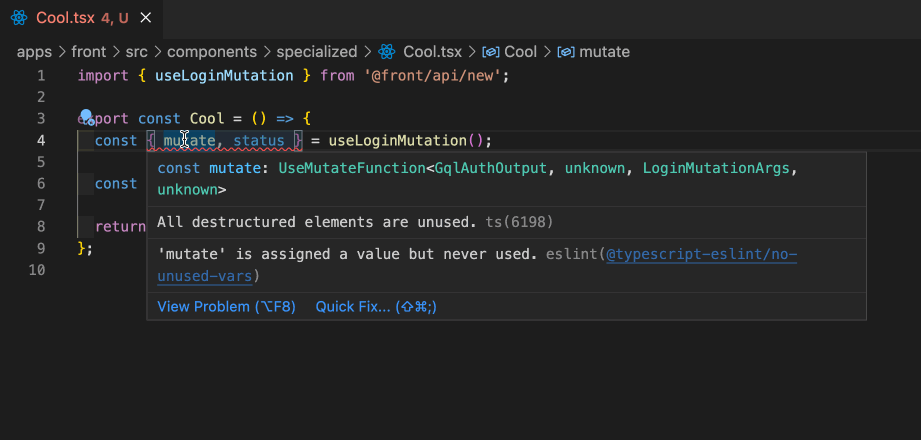 Cool.tsx 4, U
apps > front > src > components > specialized > Cool.tsx > Cool > mutate
1 import { useLoginMutation } from '@front/api/new';
2
3 export const Cool = () => {
4 const { mutate, status } = useLoginMutation();
5
const mutate: UseMutateFunction<GqlAuthOutput, unknown, LoginMutationArgs,
6 const
unknown>
7
All destructured elements are unused. ts(6198)
8 return
9 };
'mutate' is assigned a value but never used. eslint(@typescript-eslint/no-
10
unused-vars)
View Problem (⌥F8) Quick Fix... (⇧⌘;)